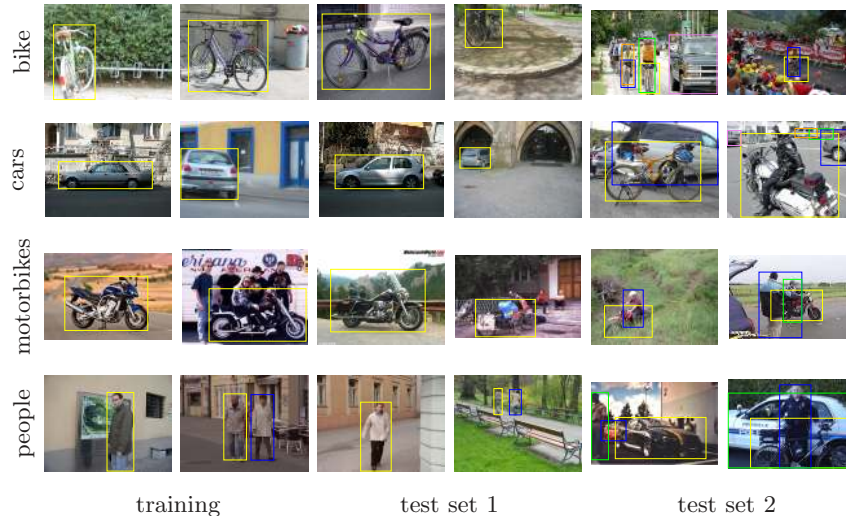 bike
cars
motorbikes
people
training
test set 1
test set 2